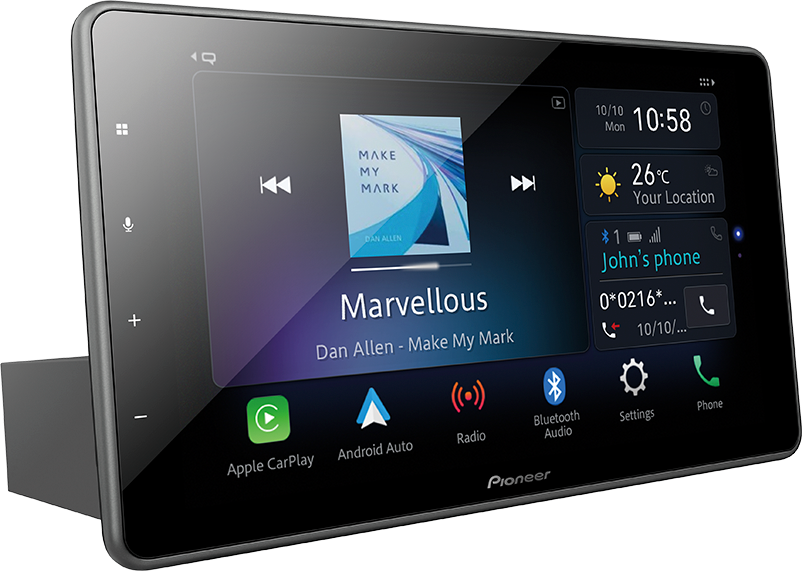 MAKE
MY
MARK
DAN ALLEN
Marvellous
Dan Allen - Make My Mark
10/10
Mon
10:58
26°C
Your Location
1
John's phone
0*0216*...
10/10/...
Apple CarPlay
Android Auto
Radio
Bluetooth
Audio
Settings
Phone
Pioneer